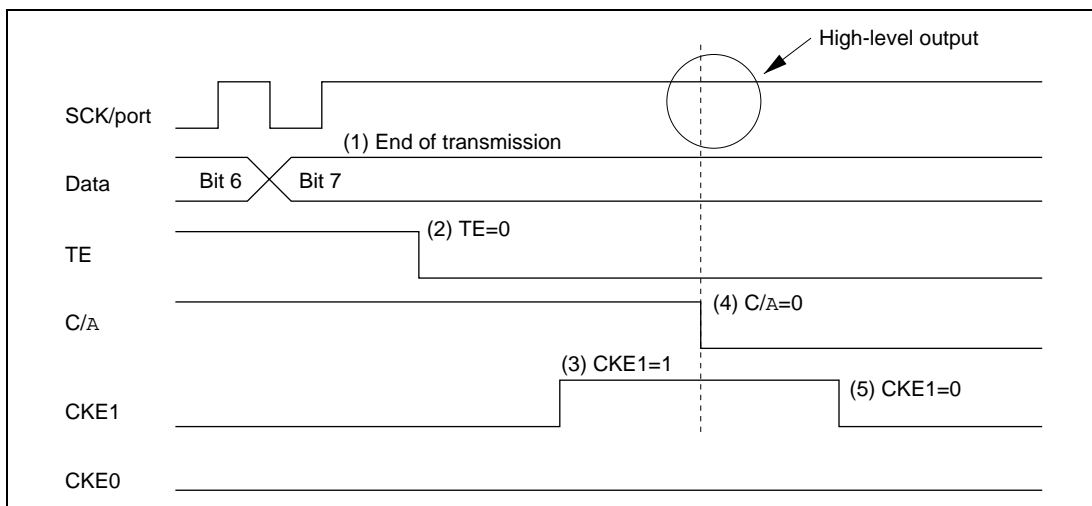 High-level output
SCK/port
(1) End of transmission
Data
Bit 6
Bit 7
(2) TE=0
TE
(4) C/A=0
C/A
(3) CKE1=1
(5) CKE1=0
CKE1
CKE0